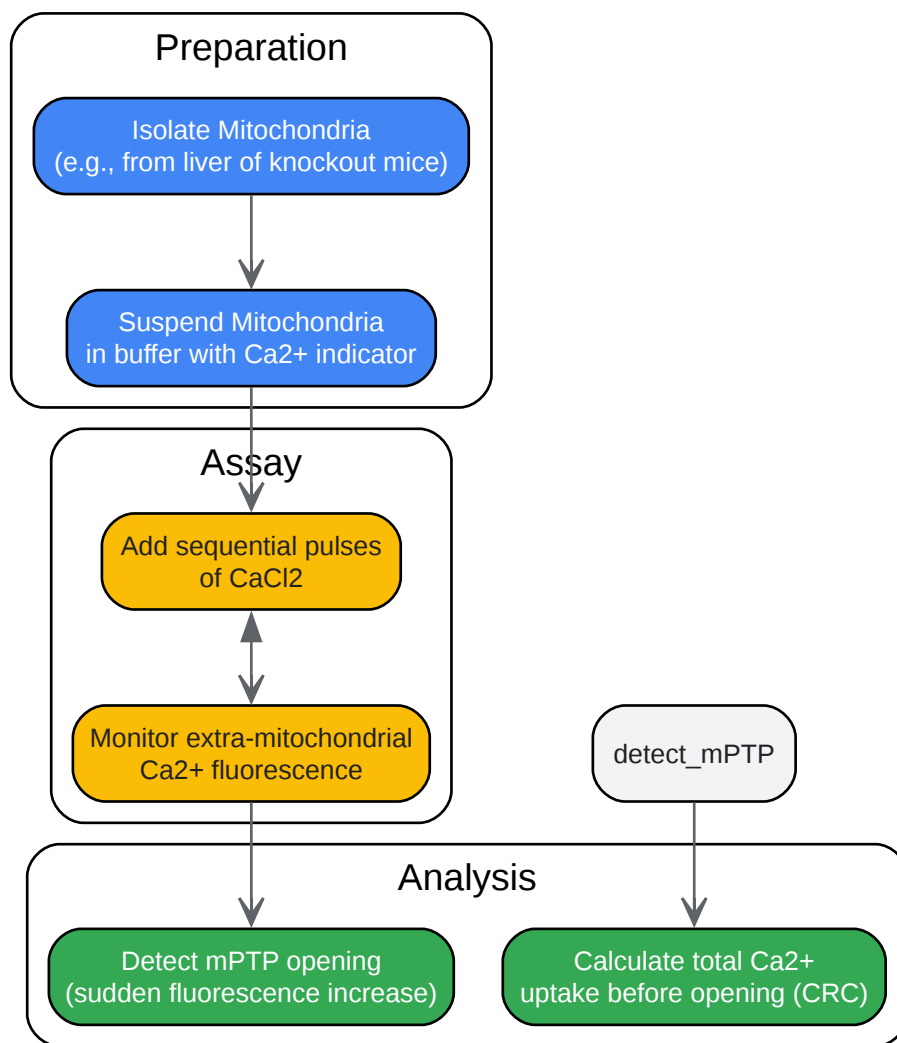 Preparation
Isolate Mitochondria
(e.g., from liver of knockout mice)
Suspend Mitochondria
in buffer with Ca2+ indicator
Assay
Add sequential pulses
of CaCl2
Monitor extra-mitochondrial
Ca2+ fluorescence
detect_mPTP
Analysis
Detect mPTP opening
(sudden fluorescence increase)
Calculate total Ca2+
uptake before opening (CRC)